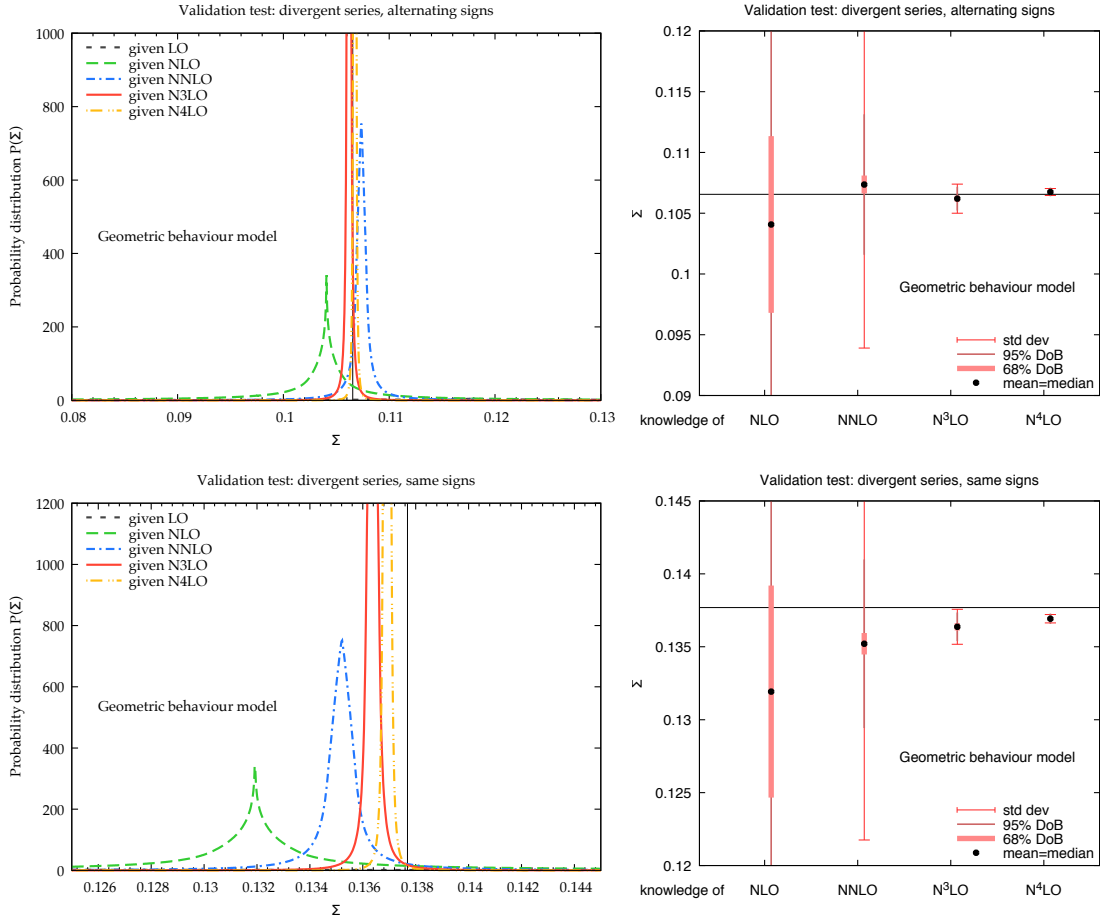 Validation test: divergent series, alternating signs
1000
800
600
400
200
0
Probability distribution P(Σ)
given LO
given NLO
given NNLO
given N3LO
given N4LO
Geometric behaviour model
0.08 0.09 0.1 0.11 0.12 0.13
Σ
Validation test: divergent series, alternating signs
0.12
0.115
0.11
0.105
0.1
0.095
0.09
Σ
Geometric behaviour model
std dev
95% DoB
68% DoB
mean=median
knowledge of NLO NNLO N³LO N⁴LO
Validation test: divergent series, same signs
1200
1000
800
600
400
200
0
Probability distribution P(Σ)
given LO
given NLO
given NNLO
given N3LO
given N4LO
Geometric behaviour model
0.126 0.128 0.13 0.132 0.134 0.136 0.138 0.14 0.142 0.144
Σ
Validation test: divergent series, same signs
0.145
0.14
0.135
0.13
0.125
0.12
Σ
Geometric behaviour model
std dev
95% DoB
68% DoB
mean=median
knowledge of NLO NNLO N³LO N⁴LO